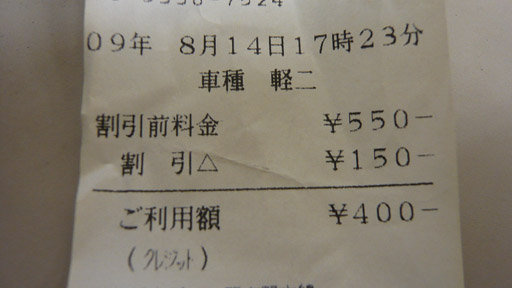 09年 8月14日17時23分
車種 軽二
割引前料金 ¥550-
割 引△ ¥150-
ご利用額 ¥400-
(クレジット)